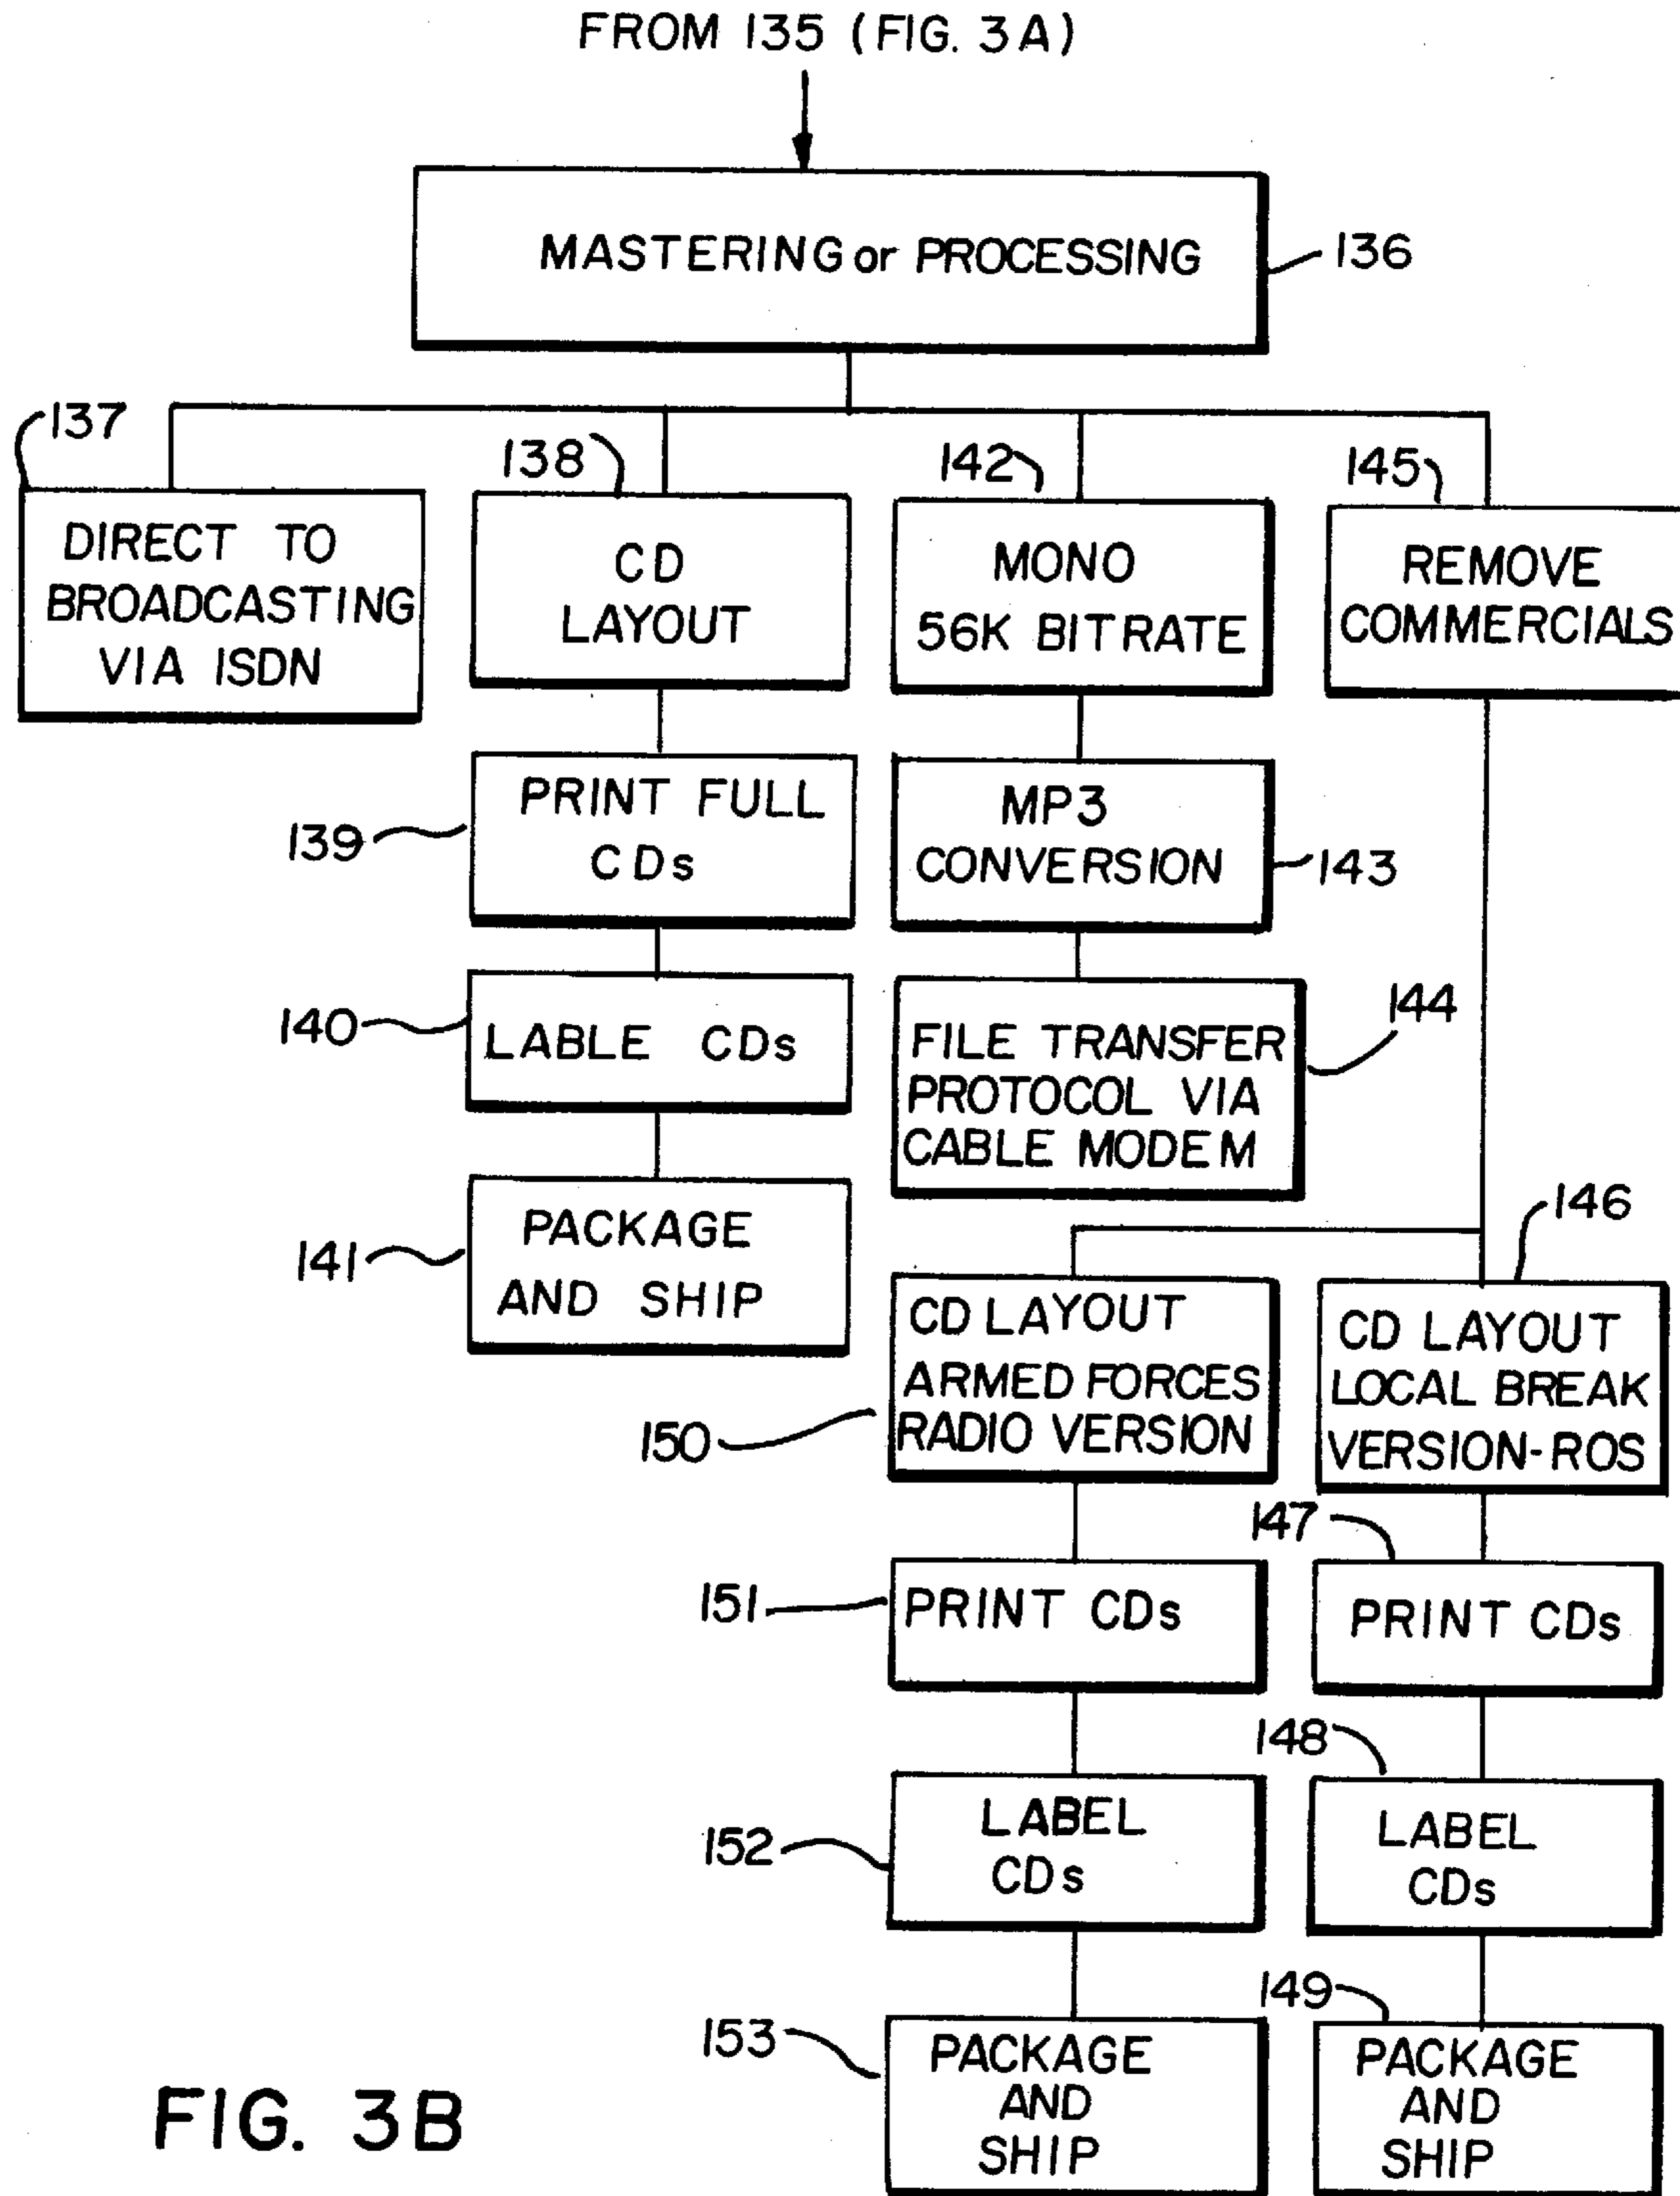 FROM 135 (FIG. 3A)
MASTERING or PROCESSING
136
137
DIRECT TO
BROADCASTING
VIA ISDN
138
CD
LAYOUT
142
MONO
56K BITRATE
145
REMOVE
COMMERCIALS
139
PRINT FULL
CDs
MP3
CONVERSION
143
140
LABLE CDs
144
FILE TRANSFER
PROTOCOL VIA
CABLE MODEM
141
PACKAGE
AND SHIP
146
150
CD LAYOUT
ARMED FORCES
RADIO VERSION
CD LAYOUT
LOCAL BREAK
VERSION-ROS
151
PRINT CDs
147
PRINT CDs
152
LABEL
CDs
148
LABEL
CDs
153
PACKAGE
AND
SHIP
149
PACKAGE
AND
SHIP
FIG. 3B